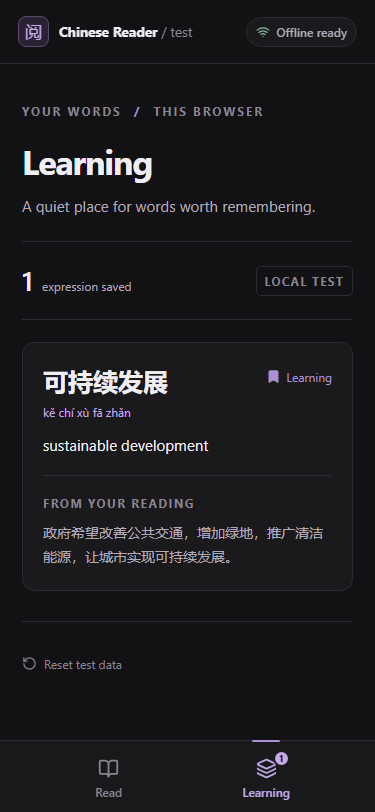 阅 Chinese Reader / test Offline ready
YOUR WORDS / THIS BROWSER
Learning
A quiet place for words worth remembering.
1 expression saved LOCAL TEST
可持续发展 Learning
kě chí xù fā zhǎn
sustainable development
FROM YOUR READING
政府希望改善公共交通，增加绿地，推广清洁
能源，让城市实现可持续发展。
Reset test data
1
Read Learning